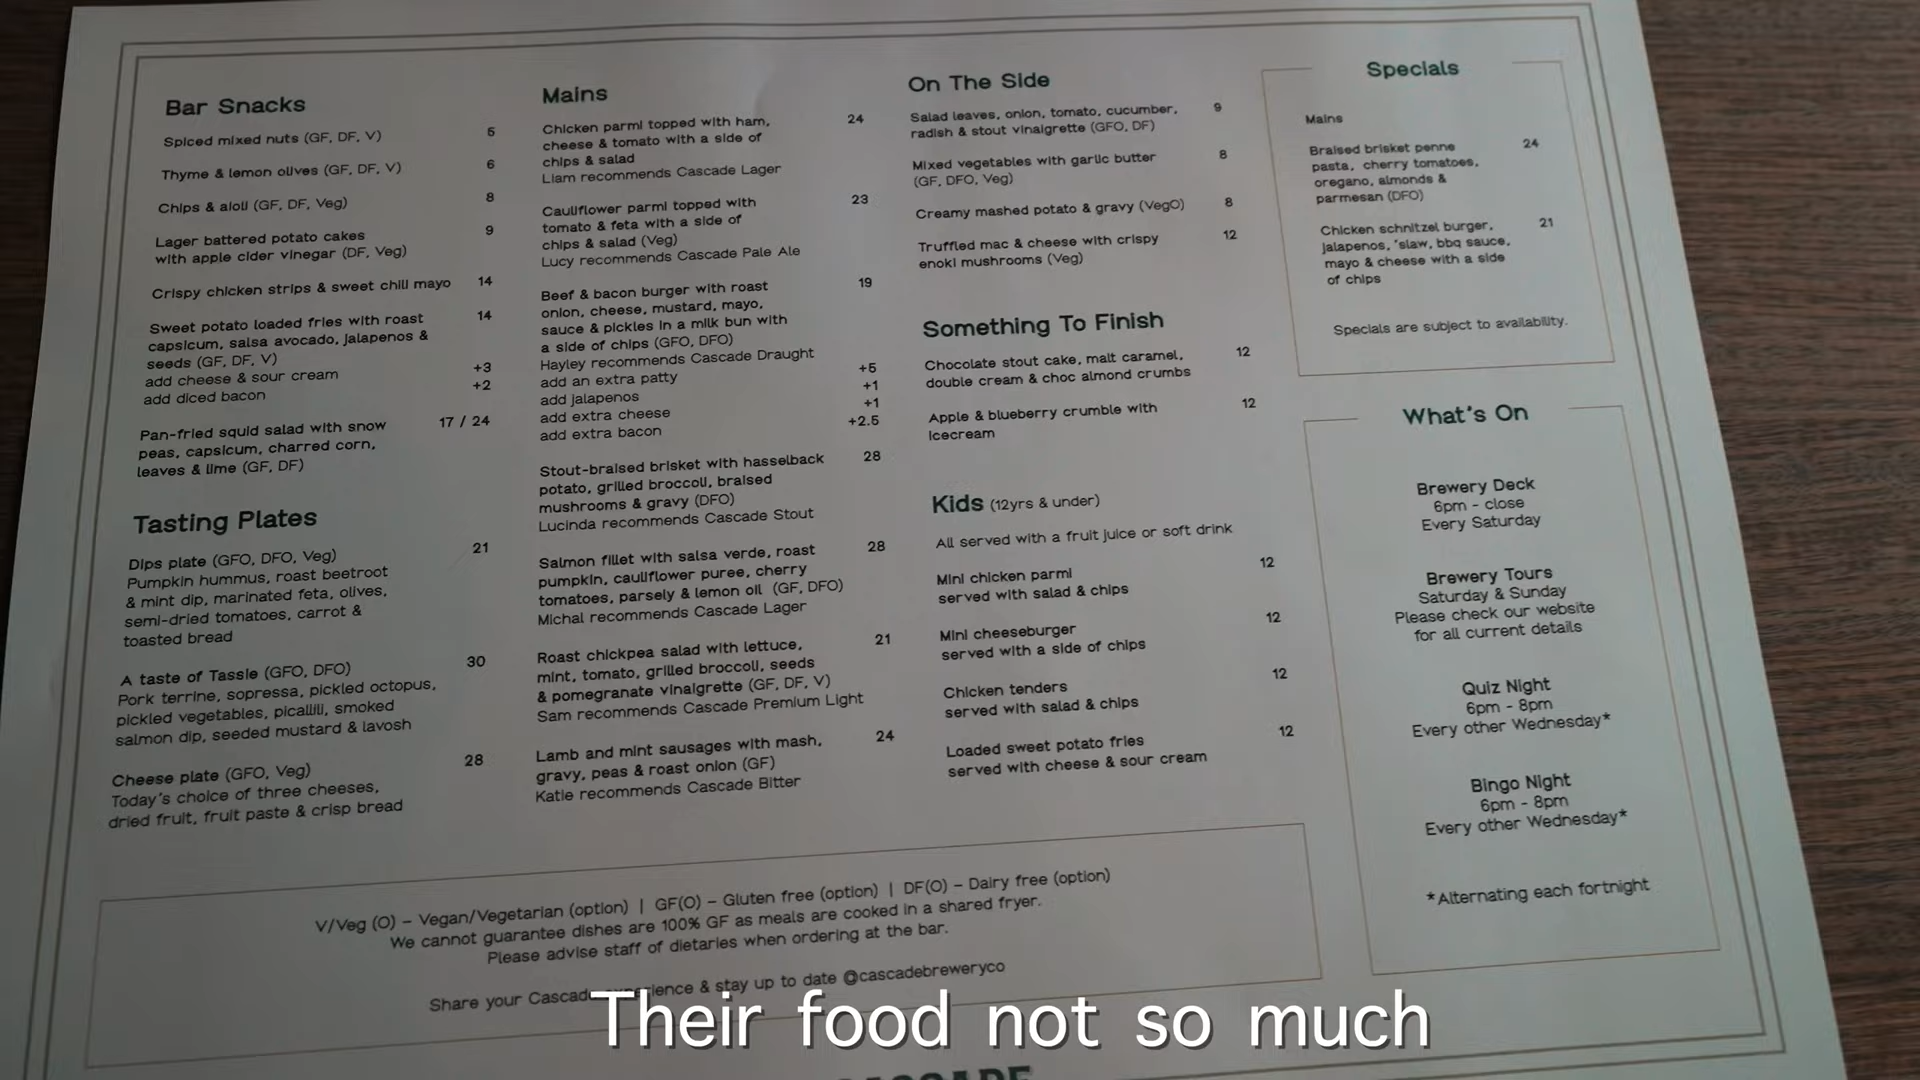 Bar Snacks
Spiced mixed nuts (GF, DF, V) 5
Thyme & lemon olives (GF, DF, V) 6
Chips & aioli (GF, DF, Veg) 8
Lager battered potato cakes 9
with apple cider vinegar (DF, Veg)
Crispy chicken strips & sweet chili mayo 14
Sweet potato loaded fries with roast 14
capsicum, salsa avocado, jalapenos &
seeds (GF, DF, V)
add cheese & sour cream +3
add diced bacon +2
Pan-fried squid salad with snow 17 / 24
peas, capsicum, charred corn,
leaves & lime (GF, DF)
Tasting Plates
Dips plate (GFO, DFO, Veg) 21
Pumpkin hummus, roast beetroot
& mint dip, marinated feta, olives,
semi-dried tomatoes, carrot &
toasted bread
A taste of Tassie (GFO, DFO) 30
Pork terrine, sopressa, pickled octopus,
pickled vegetables, picallili, smoked
salmon dip, seeded mustard & lavosh
Cheese plate (GFO, Veg) 28
Today's choice of three cheeses,
dried fruit, fruit paste & crisp bread
Mains
Chicken parmi topped with ham, 24
cheese & tomato with a side of
chips & salad
Liam recommends Cascade Lager
Cauliflower parmi topped with 23
tomato & feta with a side of
chips & salad (Veg)
Lucy recommends Cascade Pale Ale
Beef & bacon burger with roast 19
onion, cheese, mustard, mayo,
sauce & pickles in a milk bun with
a side of chips (GFO, DFO)
Hayley recommends Cascade Draught
add an extra patty +5
add jalapenos +1
add extra cheese +1
add extra bacon +2.5
Stout-braised brisket with hasselback 28
potato, grilled broccoli, braised
mushrooms & gravy (DFO)
Lucinda recommends Cascade Stout
Salmon fillet with salsa verde, roast 28
pumpkin, cauliflower puree, cherry
tomatoes, parsely & lemon oil (GF, DFO)
Michal recommends Cascade Lager
Roast chickpea salad with lettuce, 21
mint, tomato, grilled broccoli, seeds
& pomegranate vinaigrette (GF, DF, V)
Sam recommends Cascade Premium Light
Lamb and mint sausages with mash, 24
gravy, peas & roast onion (GF)
Katie recommends Cascade Bitter
On The Side
Salad leaves, onion, tomato, cucumber, 9
radish & stout vinaigrette (GFO, DF)
Mixed vegetables with garlic butter 8
(GF, DFO, Veg)
Creamy mashed potato & gravy (VegO) 8
Truffled mac & cheese with crispy 12
enoki mushrooms (Veg)
Something To Finish
Chocolate stout cake, malt caramel, 12
double cream & choc almond crumbs
Apple & blueberry crumble with 12
icecream
Kids (12yrs & under)
All served with a fruit juice or soft drink
Mini chicken parmi 12
served with salad & chips
Mini cheeseburger 12
served with a side of chips
Chicken tenders 12
served with salad & chips
Loaded sweet potato fries 12
served with cheese & sour cream
Specials
Mains
Braised brisket penne 24
pasta, cherry tomatoes,
oregano, almonds &
parmesan (DFO)
Chicken schnitzel burger, 21
jalapenos, 'slaw, bbq sauce,
mayo & cheese with a side
of chips
Specials are subject to availability.
What's On
Brewery Deck
6pm - close
Every Saturday
Brewery Tours
Saturday & Sunday
Please check our website
for all current details
Quiz Night
6pm - 8pm
Every other Wednesday*
Bingo Night
6pm - 8pm
Every other Wednesday*
*Alternating each fortnight
V/Veg (O) - Vegan/Vegetarian (option) | GF(O) - Gluten free (option) | DF(O) - Dairy free (option)
We cannot guarantee dishes are 100% GF as meals are cooked in a shared fryer.
Please advise staff of dietaries when ordering at the bar.
Share your Cascade experience & stay up to date @cascadebreweryco
Their food not so much